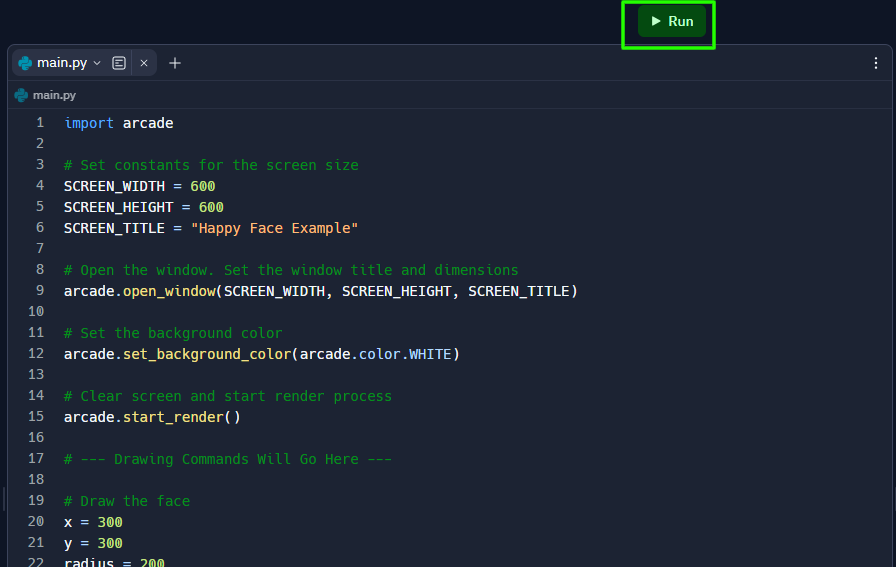 Run
main.py
main.py
1 import arcade
2
3 # Set constants for the screen size
4 SCREEN_WIDTH = 600
5 SCREEN_HEIGHT = 600
6 SCREEN_TITLE = "Happy Face Example"
7
8 # Open the window. Set the window title and dimensions
9 arcade.open_window(SCREEN_WIDTH, SCREEN_HEIGHT, SCREEN_TITLE)
10
11 # Set the background color
12 arcade.set_background_color(arcade.color.WHITE)
13
14 # Clear screen and start render process
15 arcade.start_render()
16
17 # --- Drawing Commands Will Go Here ---
18
19 # Draw the face
20 x = 300
21 y = 300
22 radius = 200